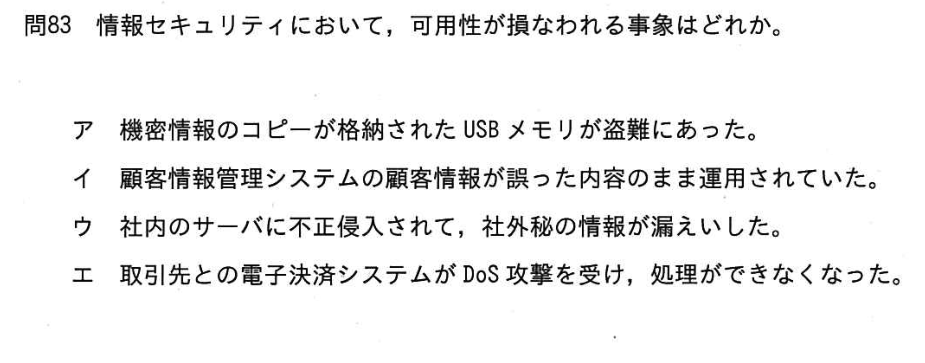 問83 情報セキュリティにおいて，可用性が損なわれる事象はどれか。
ア 機密情報のコピーが格納された USB メモリが盗難にあった。
イ 顧客情報管理システムの顧客情報が誤った内容のまま運用されていた。
ウ 社内のサーバに不正侵入されて，社外秘の情報が漏えいした。
エ 取引先との電子決済システムが DoS 攻撃を受け，処理ができなくなった。